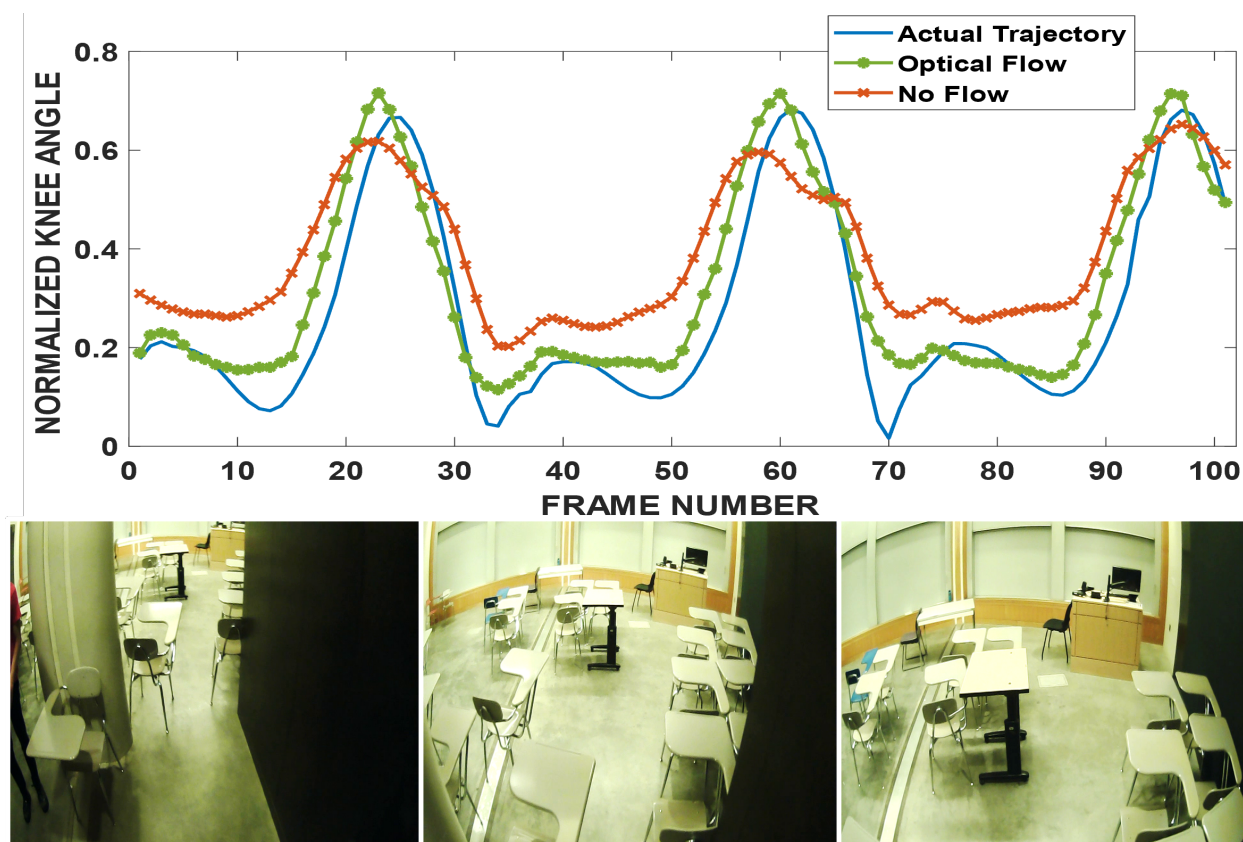 Actual Trajectory
Optical Flow
No Flow
NORMALIZED KNEE ANGLE
0.8
0.6
0.4
0.2
0
0 10 20 30 40 50 60 70 80 90 100
FRAME NUMBER